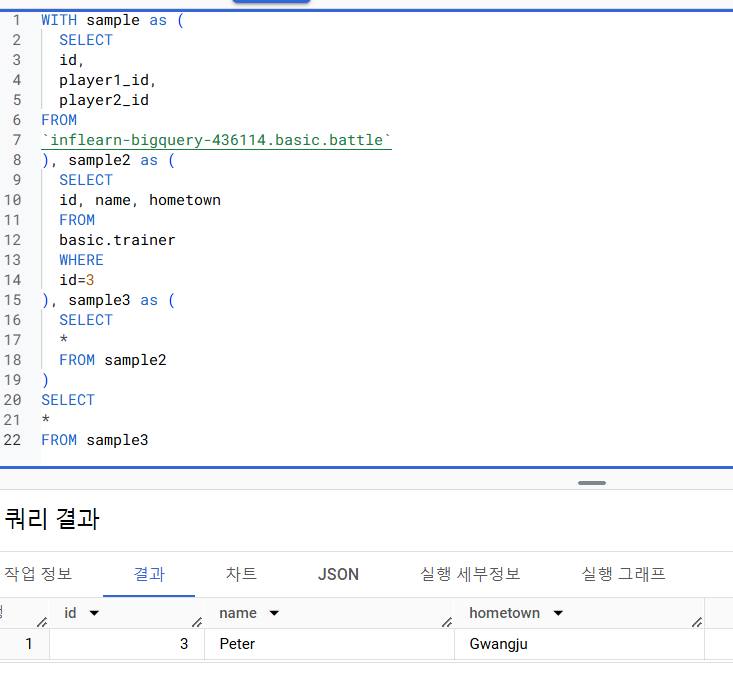 1 WITH sample as (
2 SELECT
3 id,
4 player1_id,
5 player2_id
6 FROM
7 `inflearn-bigquery-436114.basic.battle`
8 ), sample2 as (
9 SELECT
10 id, name, hometown
11 FROM
12 basic.trainer
13 WHERE
14 id=3
15 ), sample3 as (
16 SELECT
17 *
18 FROM sample2
19 )
20 SELECT
21 *
22 FROM sample3
쿼리 결과
작업 정보 결과 차트 JSON 실행 세부정보 실행 그래프
id name hometown
1 3 Peter Gwangju